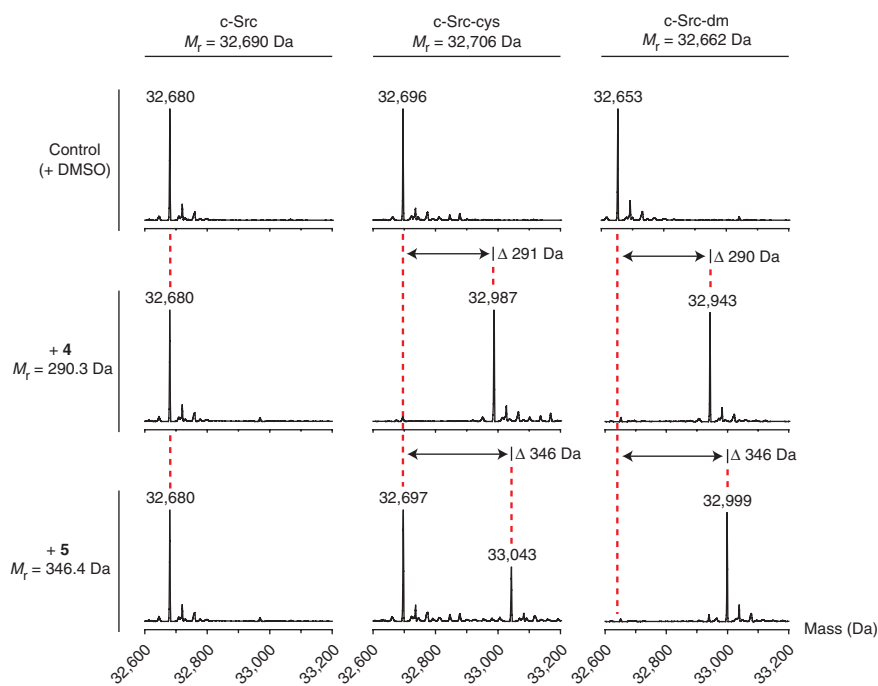 c-Src
Mr = 32,690 Da
c-Src-cys
Mr = 32,706 Da
c-Src-dm
Mr = 32,662 Da
Control
(+ DMSO)
32,680
32,696
32,653
Δ 291 Da
Δ 290 Da
+ 4
Mr = 290.3 Da
32,680
32,987
32,943
Δ 346 Da
Δ 346 Da
+ 5
Mr = 346.4 Da
32,680
32,697
33,043
32,999
Mass (Da)
32,600 32,800 33,000 33,200 32,600 32,800 33,000 33,200 32,600 32,800 33,000 33,200